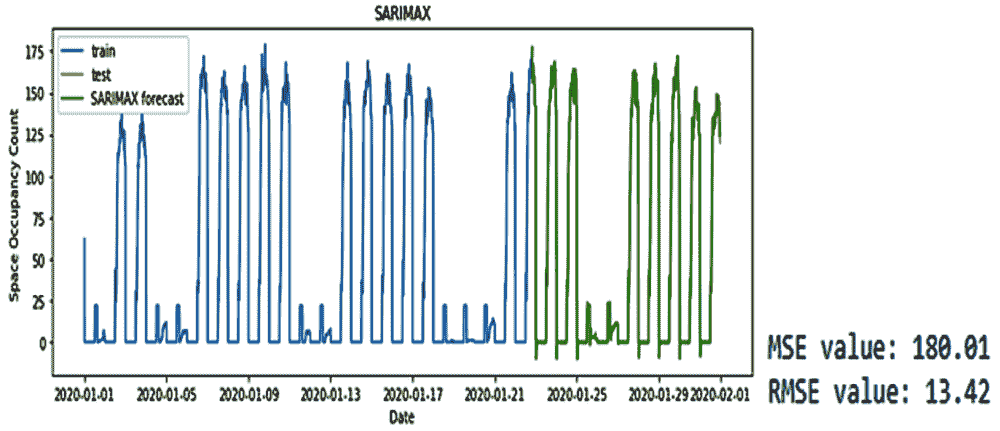 SARIMAX
train
test
SARIMAX forecast
Space Occupancy Count
175
150
125
100
75
50
25
0
2020-01-01 2020-01-05 2020-01-09 2020-01-13 2020-01-17 2020-01-21 2020-01-25 2020-01-29 2020-02-01
Date
MSE value: 180.01
RMSE value: 13.42